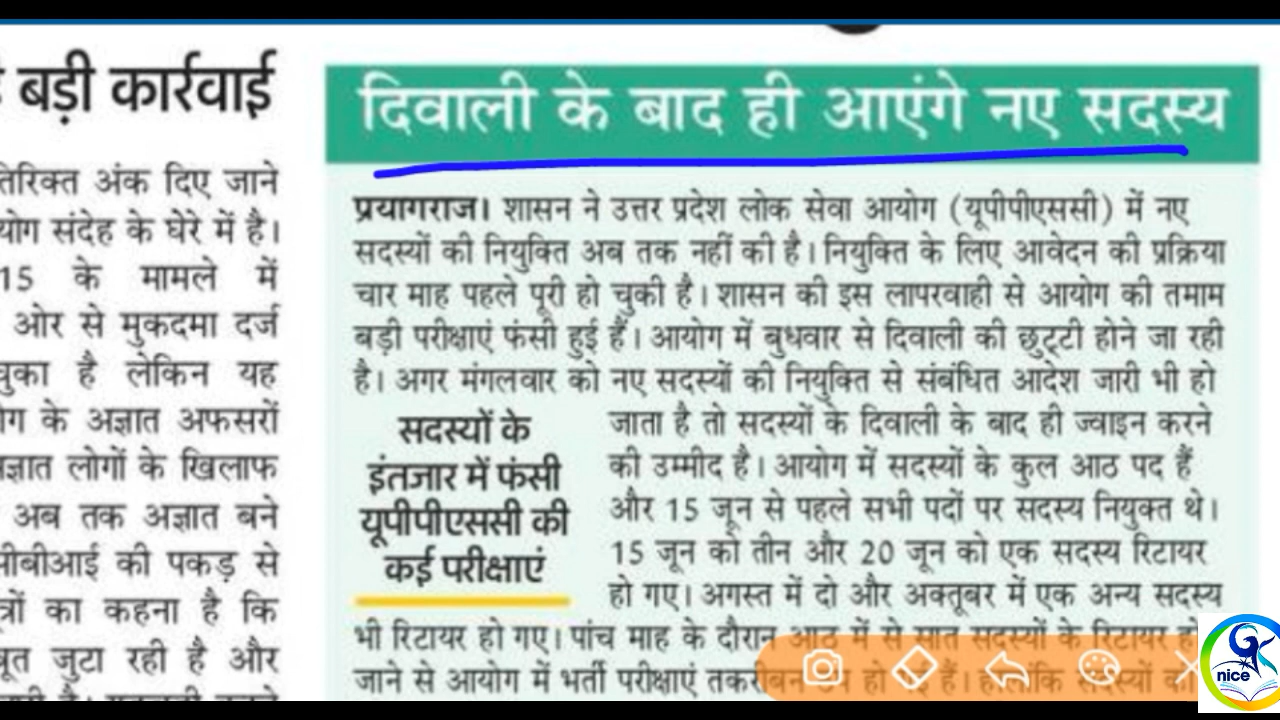 बड़ी कार्रवाई
तिरिक्त अंक दिए जाने
योग संदेह के घेरे में है।
15 के मामले में
ओर से मुकदमा दर्ज
चुका है लेकिन यह
ोग के अज्ञात अफसरों
ज्ञात लोगों के खिलाफ
अब तक अज्ञात बने
ीबीआई की पकड़ से
त्रों का कहना है कि
बूत जुटा रही है और
दिवाली के बाद ही आएंगे नए सदस्य
प्रयागराज। शासन ने उत्तर प्रदेश लोक सेवा आयोग (यूपीपीएससी) में नए
सदस्यों की नियुक्ति अब तक नहीं की है। नियुक्ति के लिए आवेदन की प्रक्रिया
चार माह पहले पूरी हो चुकी है। शासन की इस लापरवाही से आयोग की तमाम
बड़ी परीक्षाएं फंसी हुई हैं। आयोग में बुधवार से दिवाली की छुट्टी होने जा रही
है। अगर मंगलवार को नए सदस्यों की नियुक्ति से संबंधित आदेश जारी भी हो
जाता है तो सदस्यों के दिवाली के बाद ही ज्वाइन करने
की उम्मीद है। आयोग में सदस्यों के कुल आठ पद हैं
और 15 जून से पहले सभी पदों पर सदस्य नियुक्त थे।
15 जून को तीन और 20 जून को एक सदस्य रिटायर
हो गए। अगस्त में दो और अक्तूबर में एक अन्य सदस्य
सदस्यों के
इंतजार में फंसी
यूपीपीएससी की
कई परीक्षाएं
भी रिटायर हो गए। पांच माह के दौरान आठ में से सात सदस्यों के रिटायर हो
जाने से आयोग में भर्ती परीक्षाएं तकरीबन ठप हो गई हैं। हालांकि सदस्यों की
nice